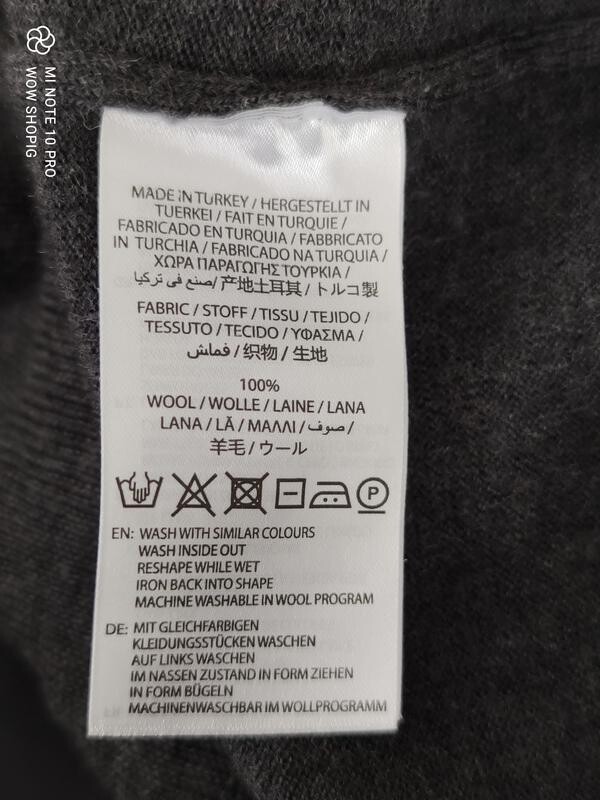 MI NOTE 10 PRO
WOW SHOPIG
MADE IN TURKEY / HERGESTELLT IN
TUERKEI / FAIT EN TURQUIE /
FABRICADO EN TURQUIA / FABBRICATO
IN TURCHIA / FABRICADO NA TURQUIA /
ΧΩΡΑ ΠΑΡΑΓΩΓΗΣ ΤΟΥΡΚΙΑ /
صنع فى تركيا / 产地土耳其 / トルコ製
FABRIC / STOFF / TISSU / TEJIDO /
TESSUTO / TECIDO / ΥΦΑΣΜΑ /
قماش / 织物 / 生地
100%
WOOL / WOLLE / LAINE / LANA
LANA / LÃ / ΜΑΛΛΙ / صوف /
羊毛 / ウール
P
EN: WASH WITH SIMILAR COLOURS
WASH INSIDE OUT
RESHAPE WHILE WET
IRON BACK INTO SHAPE
MACHINE WASHABLE IN WOOL PROGRAM
DE: MIT GLEICHFARBIGEN
KLEIDUNGSSTÜCKEN WASCHEN
AUF LINKS WASCHEN
IM NASSEN ZUSTAND IN FORM ZIEHEN
IN FORM BÜGELN
MACHINENWASCHBAR IM WOLLPROGRAMM